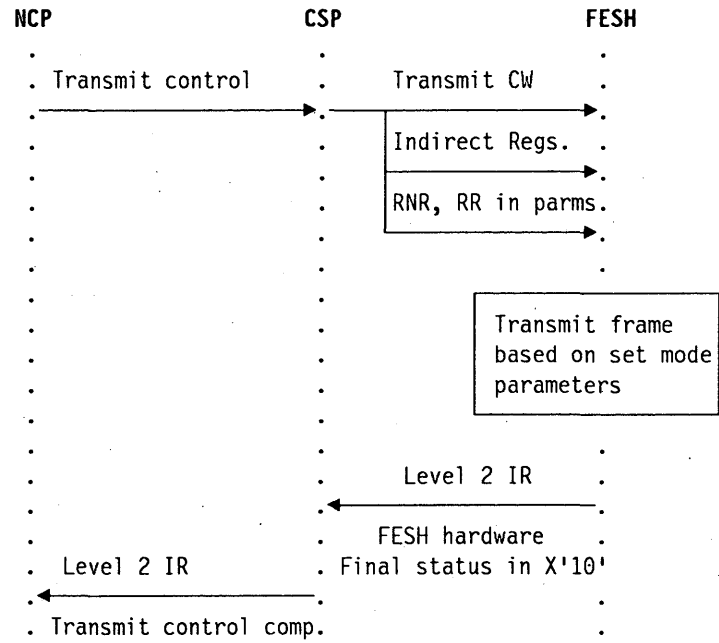 NCP CSP FESH
Transmit control Transmit CW
Indirect Regs.
RNR, RR in parms.
Transmit frame
based on set mode
parameters
Level 2 IR
FESH hardware
Level 2 IR Final status in X'10'
Transmit control comp.